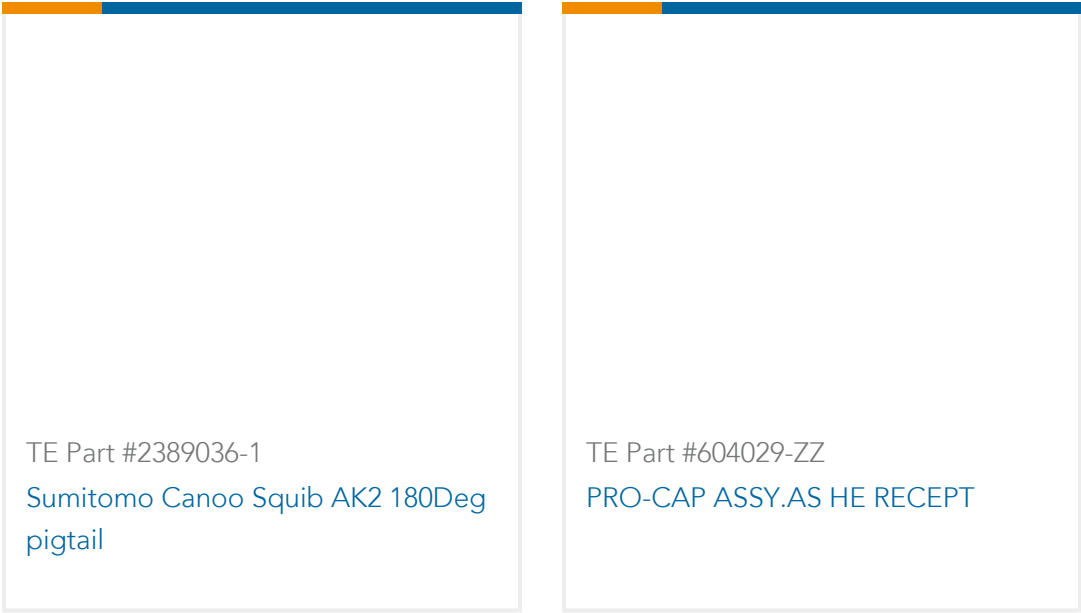 TE Part #2389036-1
Sumitomo Canoo Squib AK2 180Deg
pigtail
TE Part #604029-ZZ
PRO-CAP ASSY.AS HE RECEPT